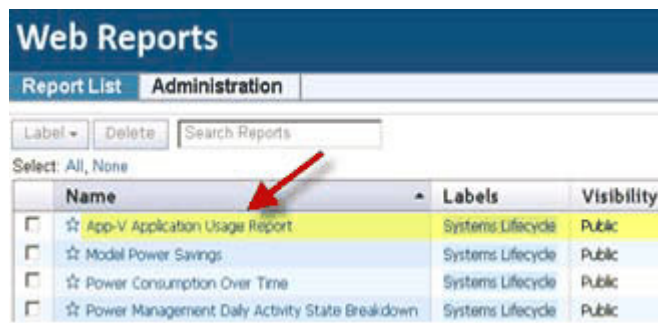 Web Reports
Report List Administration
Label Delete Search Reports
Select: All, None
Name Labels Visibility
App-V Application Usage Report Systems Lifecycle Public
Model Power Savings Systems Lifecycle Public
Power Consumption Over Time Systems Lifecycle Public
Power Management Daily Activity State Breakdown Systems Lifecycle Public